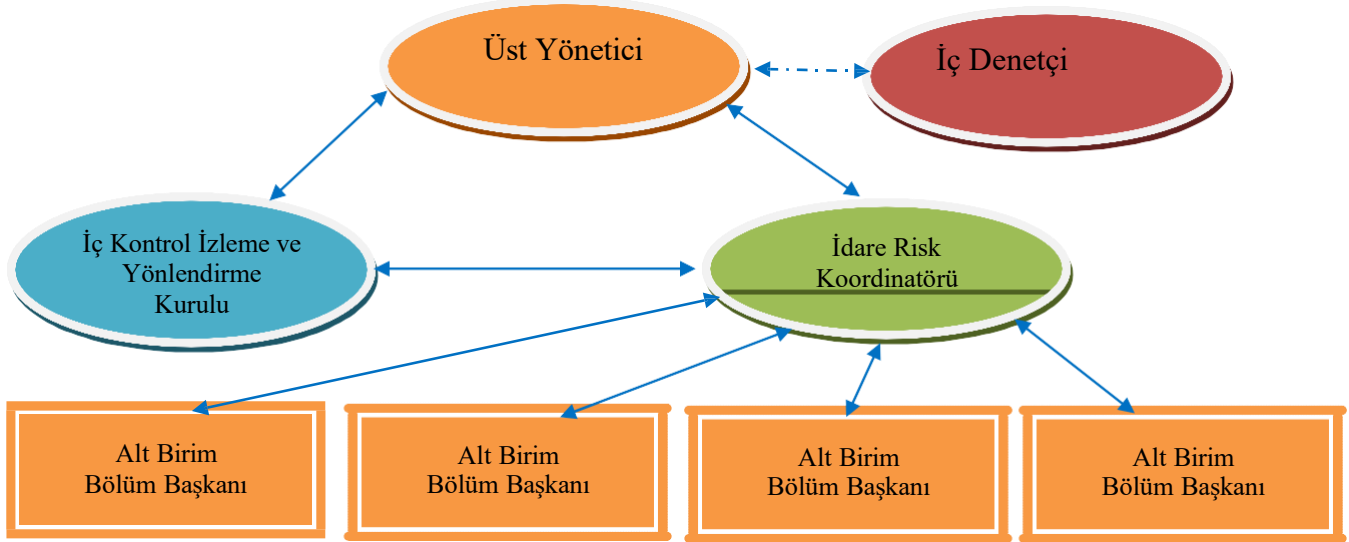 Üst Yönetici
İç Denetçi
İç Kontrol İzleme ve
Yönlendirme
Kurulu
İdare Risk
Koordinatörü
Alt Birim
Bölüm Başkanı
Alt Birim
Bölüm Başkanı
Alt Birim
Bölüm Başkanı
Alt Birim
Bölüm Başkanı